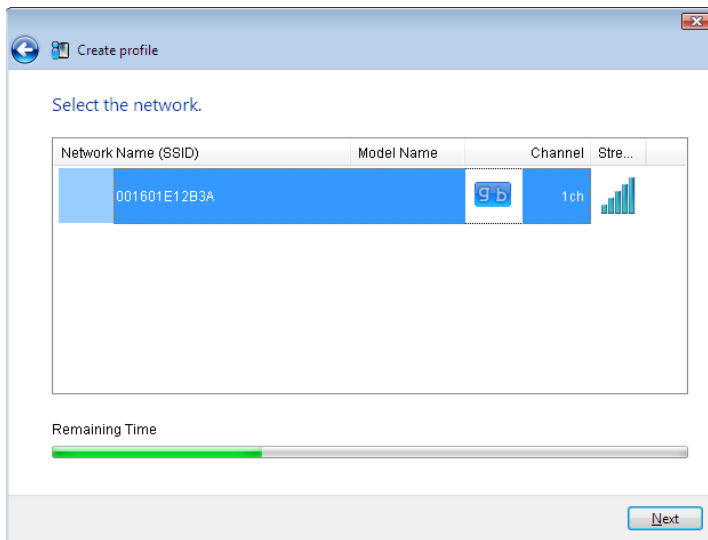 Create profile
Select the network.
Network Name (SSID) Model Name Channel Stre...
001601E12B3A g b 1ch
Remaining Time
Next